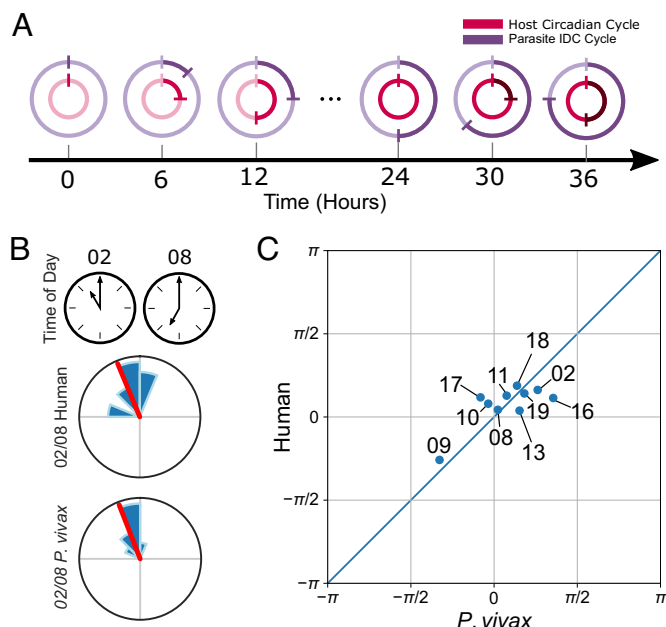 A
Host Circadian Cycle
Parasite IDC Cycle
...
0 6 12 24 30 36
Time (Hours)
B
Time of Day
02 08
02/08 Human
02/08 P. vivax
C
Human
π
π/2
0
−π/2
−π
18
17 11 02
10 08 19 16
13
09
−π −π/2 0 π/2 π
P. vivax